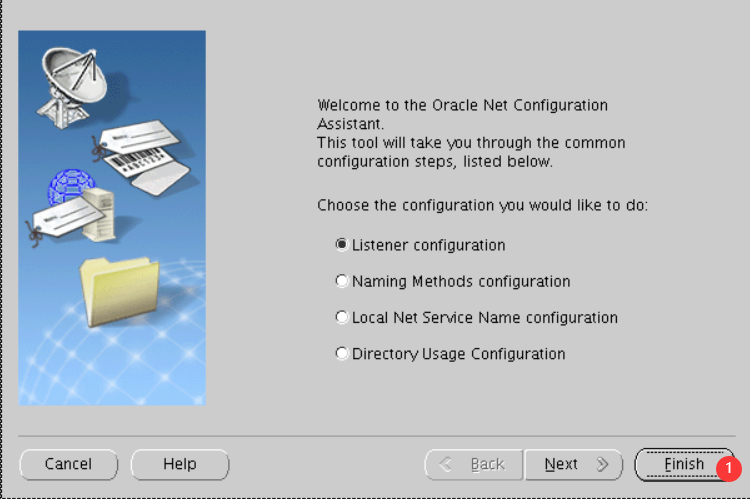 Welcome to the Oracle Net Configuration
Assistant.
This tool will take you through the common
configuration steps, listed below.
Choose the configuration you would like to do:
Listener configuration
Naming Methods configuration
Local Net Service Name configuration
Directory Usage Configuration
Cancel
Help
Back
Next
Finish
1